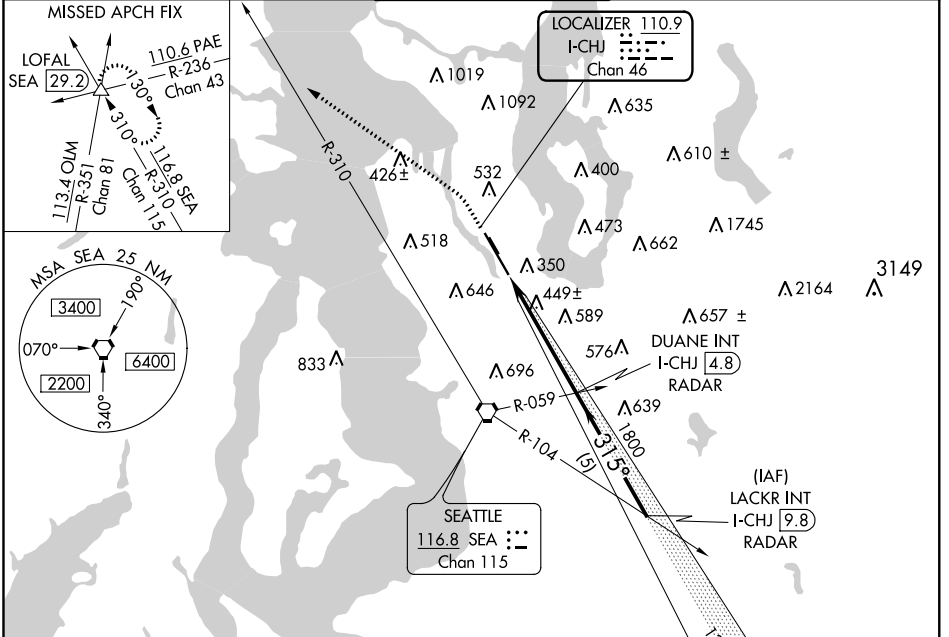 MISSED APCH FIX
LOFAL
SEA 29.2
110.6 PAE
R-236
Chan 43
130°
310°
116.8 SEA
R-310
Chan 115
113.4 OLM
R-351
Chan 81
MSA SEA 25 NM
3400
190°
070°
6400
2200
340°
LOCALIZER 110.9
I-CHJ
Chan 46
1019
1092
635
R-310
426±
532
400
610 ±
473
1745
518
662
350
3149
646
449±
2164
589
657 ±
833
576
DUANE INT
I-CHJ 4.8
RADAR
696
R-059
639
1800
R-104
315°
(5)
(IAF)
LACKR INT
I-CHJ 9.8
RADAR
SEATTLE
116.8 SEA
Chan 115